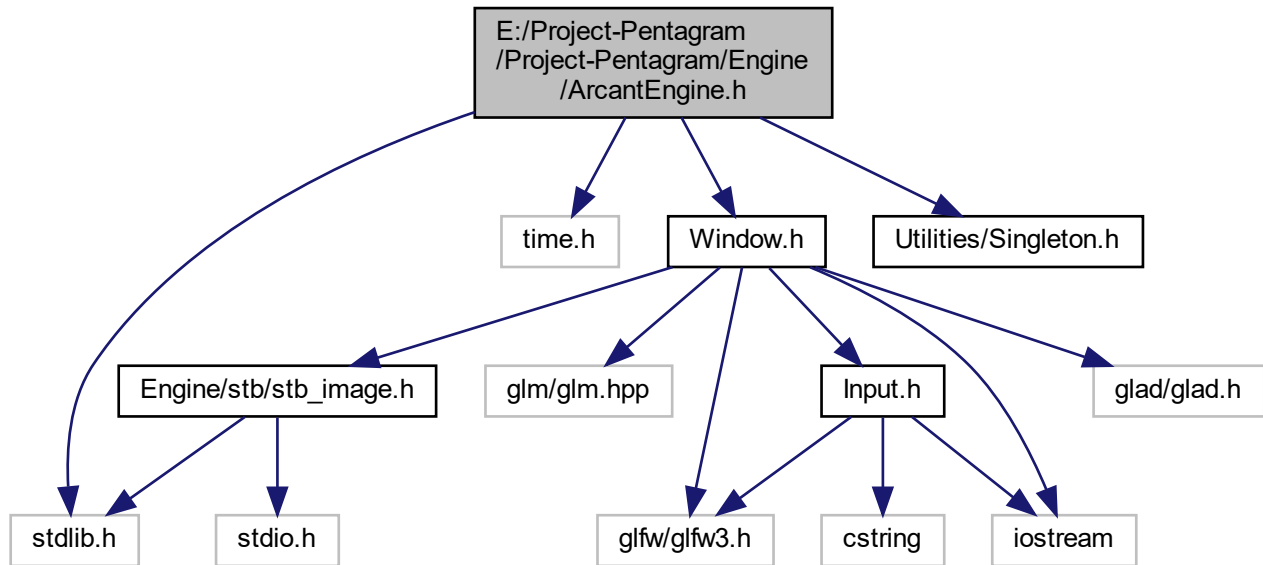 E:/Project-Pentagram
/Project-Pentagram/Engine
/ArcantEngine.h
time.h
Window.h
Utilities/Singleton.h
Engine/stb/stb_image.h
glm/glm.hpp
Input.h
glad/glad.h
stdlib.h
stdio.h
glfw/glfw3.h
cstring
iostream